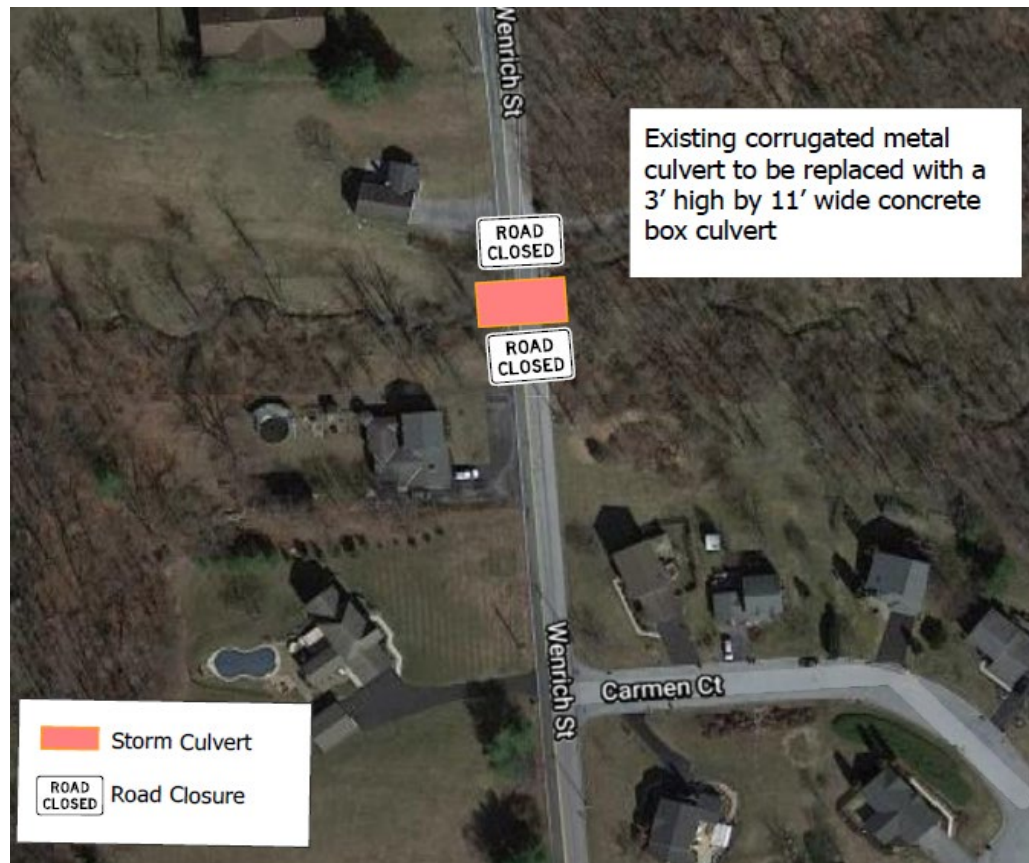 Wenrich St
Existing corrugated metal
culvert to be replaced with a
3’ high by 11’ wide concrete
box culvert
ROAD
CLOSED
ROAD
CLOSED
Wenrich St
Carmen Ct
Storm Culvert
ROAD
CLOSED
Road Closure